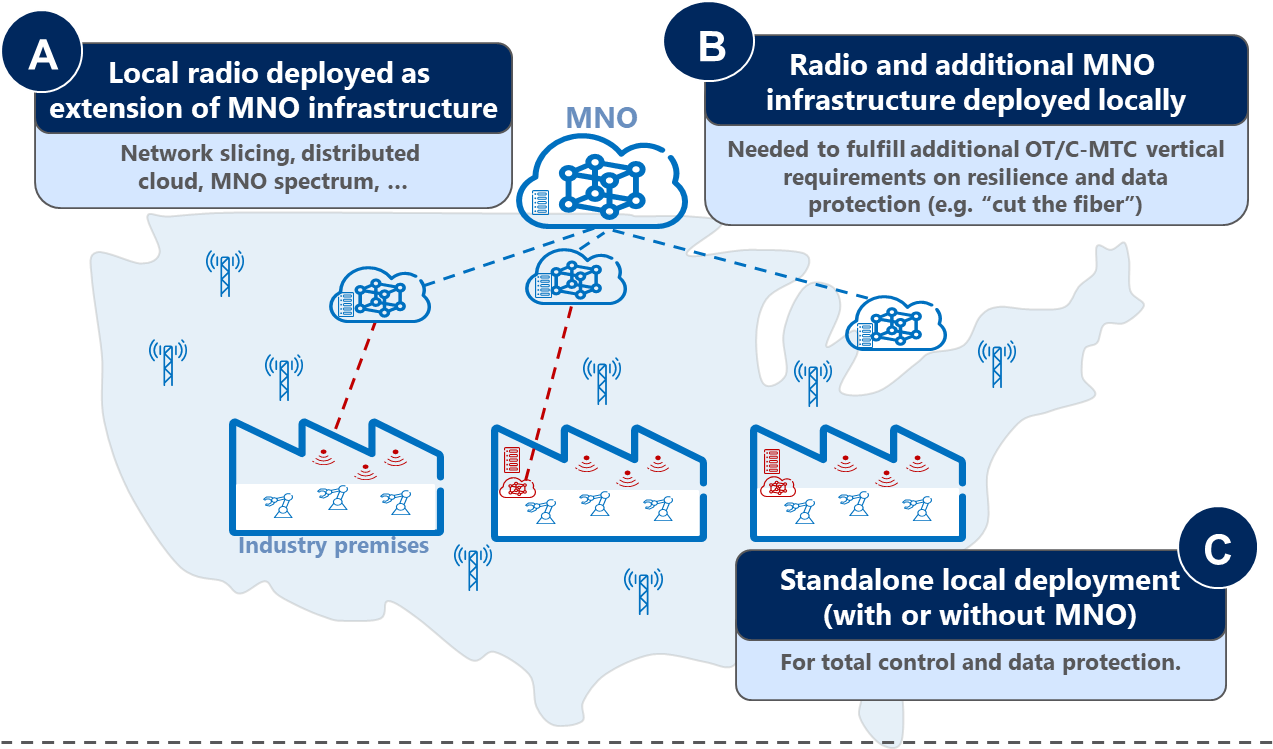 A
Local radio deployed as
extension of MNO infrastructure
Network slicing, distributed
cloud, MNO spectrum, ...
B
Radio and additional MNO
infrastructure deployed locally
Needed to fulfill additional OT/C-MTC vertical
requirements on resilience and data
protection (e.g. “cut the fiber”)
MNO
Industry premises
C
Standalone local deployment
(with or without MNO)
For total control and data protection.